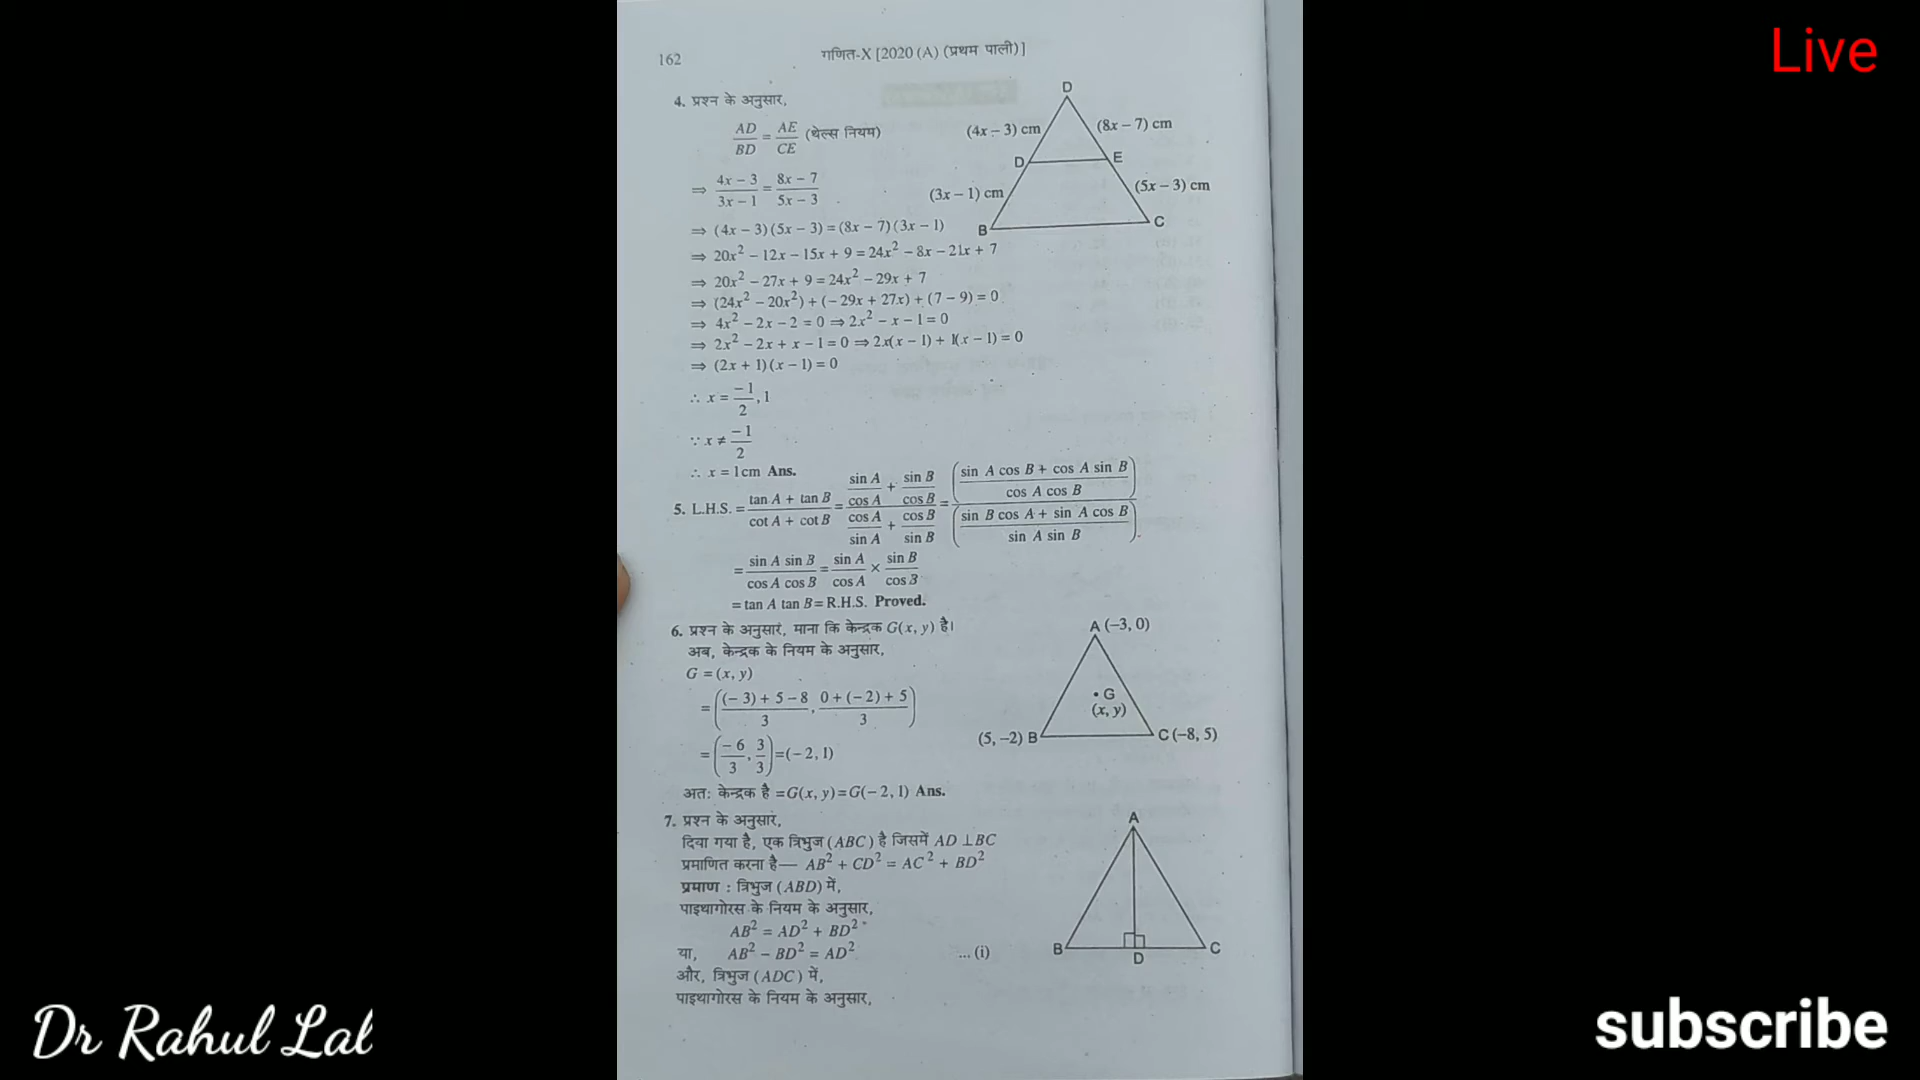 Live
162
गणित-X [2020 (A) (प्रथम पाली)]
4. प्रश्न के अनुसार,
AD/BD = AE/CE (थेल्स नियम)
⇒ (4x − 3)/(3x − 1) = (8x − 7)/(5x − 3)
⇒ (4x − 3)(5x − 3) = (8x − 7)(3x − 1)
⇒ 20x² − 12x − 15x + 9 = 24x² − 8x − 21x + 7
⇒ 20x² − 27x + 9 = 24x² − 29x + 7
⇒ (24x² − 20x²) + (− 29x + 27x) + (7 − 9) = 0
⇒ 4x² − 2x − 2 = 0 ⇒ 2x² − x − 1 = 0
⇒ 2x² − 2x + x − 1 = 0 ⇒ 2x(x − 1) + 1(x − 1) = 0
⇒ (2x + 1)(x − 1) = 0
∴ x = −1/2, 1
∵ x ≠ −1/2
∴ x = 1cm Ans.
D
(4x − 3) cm
(8x − 7) cm
D
E
(3x − 1) cm
(5x − 3) cm
B
C
5. L.H.S. = (tan A + tan B)/(cot A + cot B) = (sin A/cos A + sin B/cos B)/(cos A/sin A + cos B/sin B) = ((sin A cos B + cos A sin B)/(cos A cos B))/((sin B cos A + sin A cos B)/(sin A sin B))
= (sin A sin B)/(cos A cos B) = sin A/cos A × sin B/cos B
= tan A tan B = R.H.S. Proved.
6. प्रश्न के अनुसार, माना कि केन्द्रक G(x, y) है।
अब, केन्द्रक के नियम के अनुसार,
G = (x, y)
= (((− 3) + 5 − 8)/3, (0 + (− 2) + 5)/3)
= (−6/3, 3/3) = (− 2, 1)
अतः केन्द्रक है = G(x, y) = G(− 2, 1) Ans.
A (−3, 0)
• G
(x, y)
(5, −2) B
C (−8, 5)
7. प्रश्न के अनुसार,
दिया गया है, एक त्रिभुज (ABC) है जिसमें AD ⊥ BC
प्रमाणित करना है— AB² + CD² = AC² + BD²
प्रमाण : त्रिभुज (ABD) में,
पाइथागोरस के नियम के अनुसार,
AB² = AD² + BD²
या, AB² − BD² = AD² ... (i)
और, त्रिभुज (ADC) में,
पाइथागोरस के नियम के अनुसार,
A
B
D
C
Dr Rahul Lal
subscribe